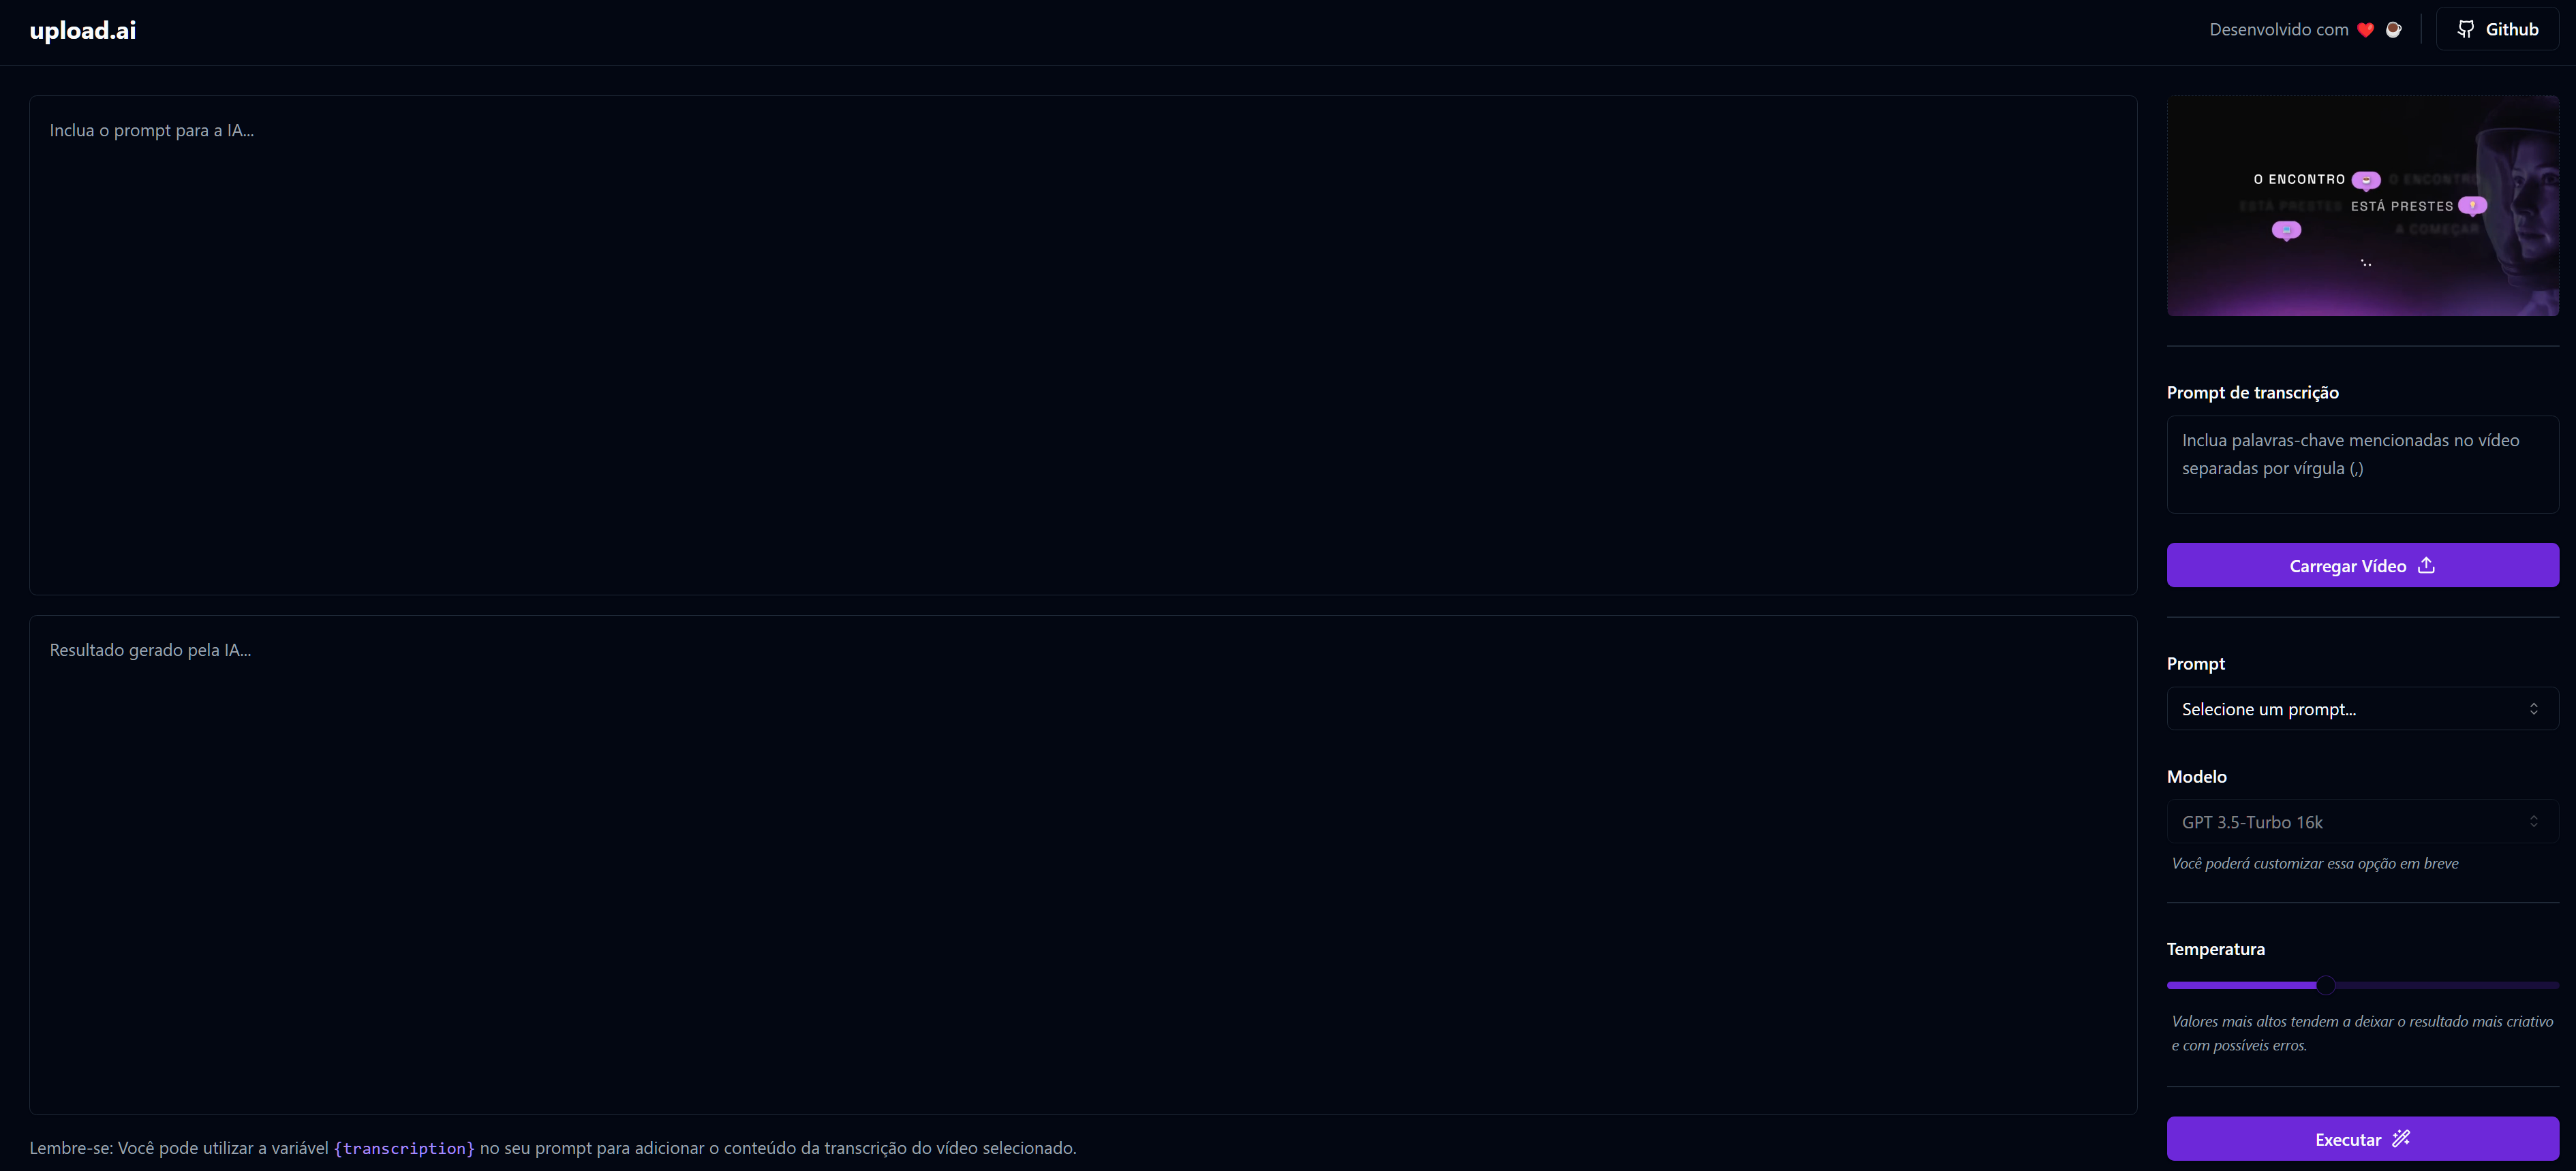 upload.ai
Desenvolvido com ❤️ ☕
Github
Inclua o prompt para a IA...
Resultado gerado pela IA...
Lembre-se: Você pode utilizar a variável {transcription} no seu prompt para adicionar o conteúdo da transcrição do vídeo selecionado.
O ENCONTRO O ENCONTRO
ESTÁ PRESTES ESTÁ PRESTES
A COMEÇAR
Prompt de transcrição
Inclua palavras-chave mencionadas no vídeo
separadas por vírgula (,)
Carregar Vídeo
Prompt
Selecione um prompt...
Modelo
GPT 3.5-Turbo 16k
Você poderá customizar essa opção em breve
Temperatura
Valores mais altos tendem a deixar o resultado mais criativo
e com possíveis erros.
Executar